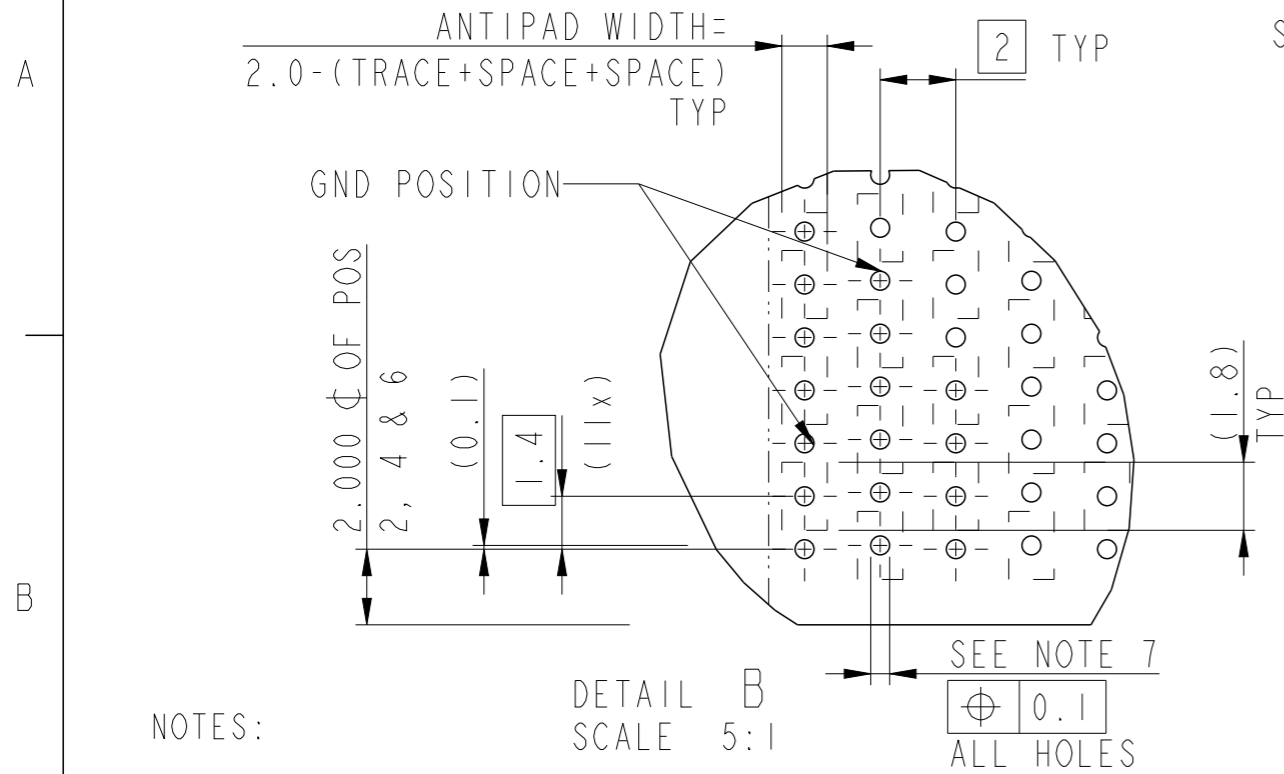 A
ANTIPAD WIDTH=
2.0-(TRACE+SPACE+SPACE)
TYP
2 TYP
S
GND POSITION
2.000 ℄ OF POS
2, 4 & 6
(0.1)
1.4
(11x)
(1.8)
TYP
B
SEE NOTE 7
⌖ 0.1
ALL HOLES
DETAIL B
SCALE 5:1
NOTES: